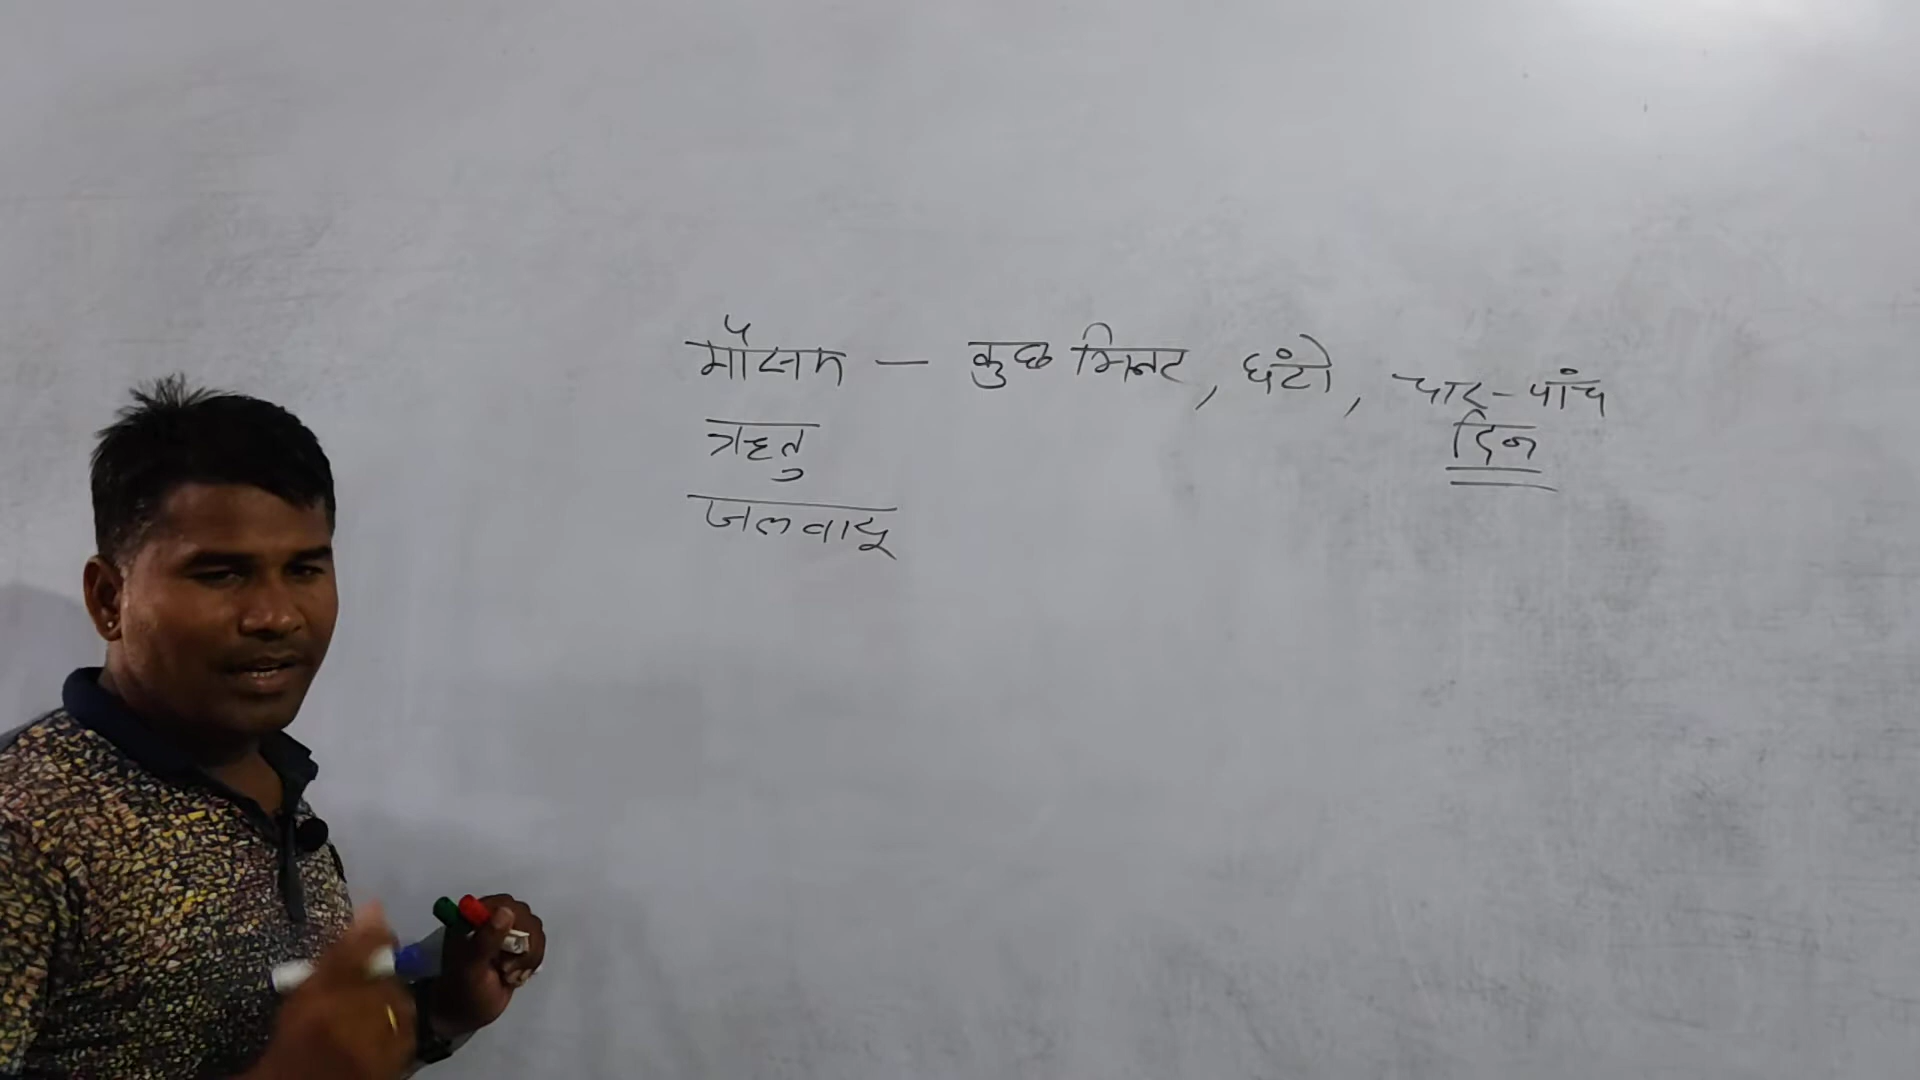 मौसम – कुछ मिनट, घंटो, चार-पांच
दिन
ऋतु
जलवायु